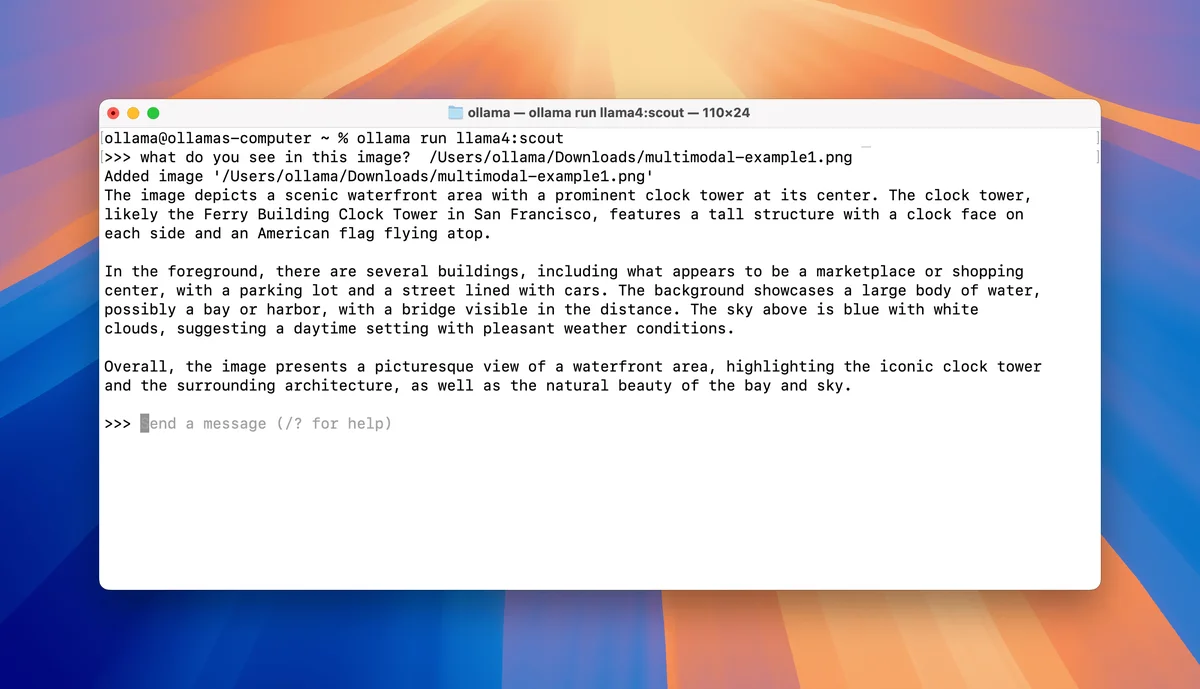 ollama — ollama run llama4:scout — 110×24
[ollama@ollamas-computer ~ % ollama run llama4:scout ]
[>>> what do you see in this image?  /Users/ollama/Downloads/multimodal-example1.png ]
Added image '/Users/ollama/Downloads/multimodal-example1.png'
The image depicts a scenic waterfront area with a prominent clock tower at its center. The clock tower,
likely the Ferry Building Clock Tower in San Francisco, features a tall structure with a clock face on
each side and an American flag flying atop.
In the foreground, there are several buildings, including what appears to be a marketplace or shopping
center, with a parking lot and a street lined with cars. The background showcases a large body of water,
possibly a bay or harbor, with a bridge visible in the distance. The sky above is blue with white
clouds, suggesting a daytime setting with pleasant weather conditions.
Overall, the image presents a picturesque view of a waterfront area, highlighting the iconic clock tower
and the surrounding architecture, as well as the natural beauty of the bay and sky.
>>> Send a message (/? for help)